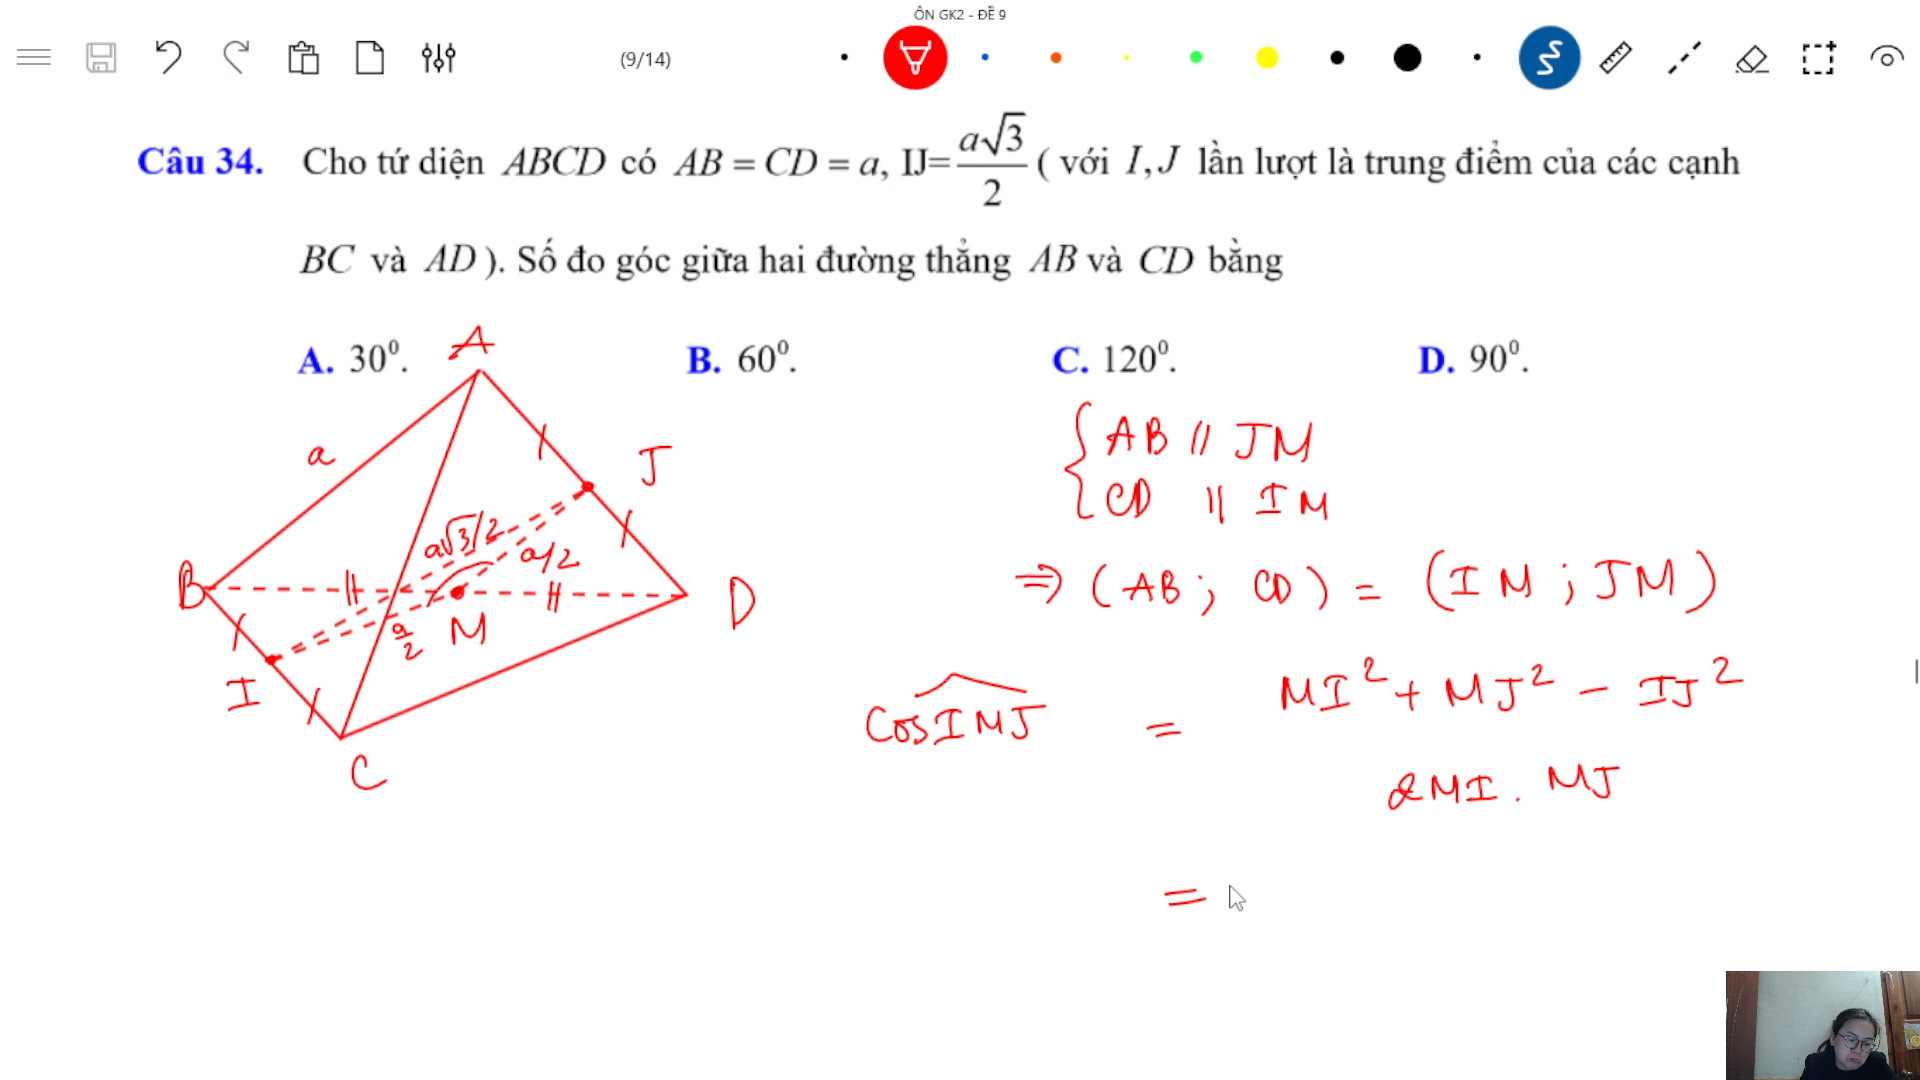 ÔN GK2 - ĐỀ 9
(9/14)
Câu 34. Cho tứ diện ABCD có AB = CD = a, IJ= a√3/2 ( với I, J lần lượt là trung điểm của các cạnh
BC và AD ). Số đo góc giữa hai đường thẳng AB và CD bằng
A. 30⁰. B. 60⁰. C. 120⁰. D. 90⁰.
A
a
J
a√3/2
a/2
B
D
M
a/2
I
C
{ AB // JM
CD // IM
⇒ (AB ; CD) = (IM ; JM)
cos IMJ = MI² + MJ² − IJ²
2MI . MJ
=